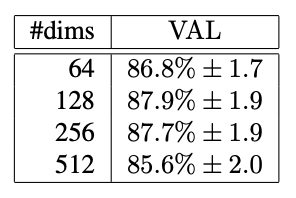 #dims VAL
64 86.8% ± 1.7
128 87.9% ± 1.9
256 87.7% ± 1.9
512 85.6% ± 2.0